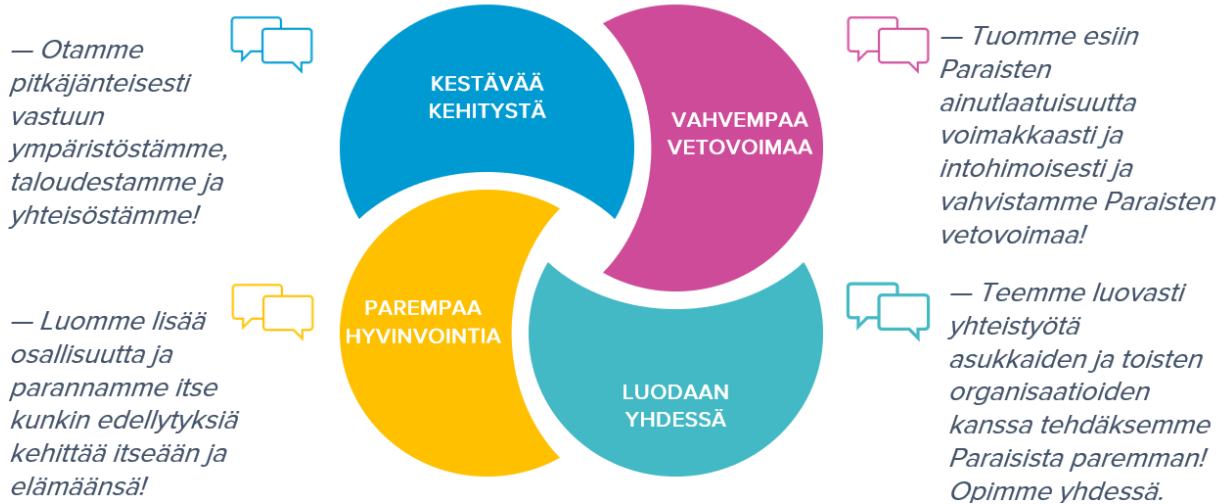 — Otamme
pitkäjänteisesti
vastuun
ympäristöstämme,
taloudestamme ja
yhteisöstämme!
KESTÄVÄÄ
KEHITYSTÄ
VAHVEMPAA
VETOVOIMAA
— Tuomme esiin
Paraisten
ainutlaatuisuutta
voimakkaasti ja
intohimoisesti ja
vahvistamme Paraisten
vetovoimaa!
— Luomme lisää
osallisuutta ja
parannamme itse
kunkin edellytyksiä
kehittää itseään ja
elämäänsä!
PAREMPAA
HYVINVOINTIA
LUODAAN
YHDESSÄ
— Teemme luovasti
yhteistyötä
asukkaiden ja toisten
organisaatioiden
kanssa tehdäksemme
Paraisista paremman!
Opimme yhdessä.